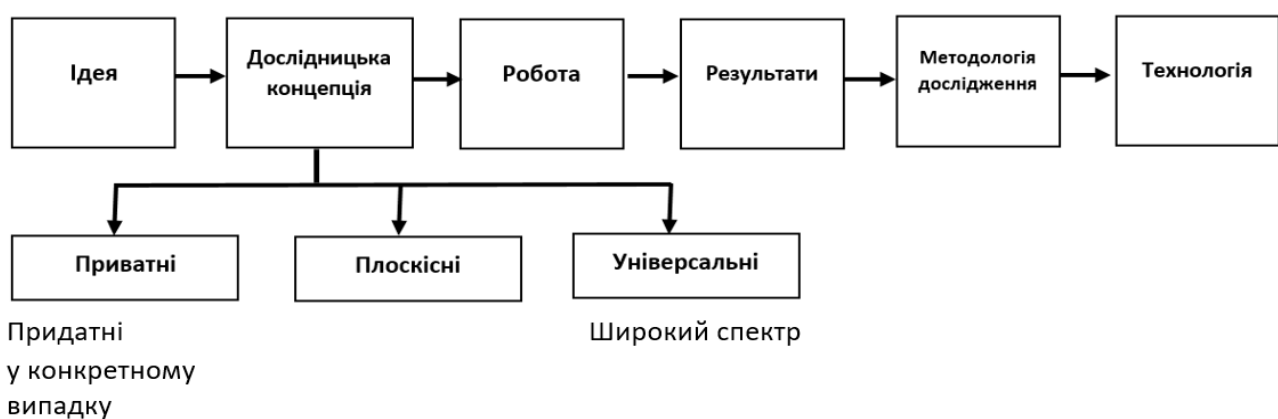 Ідея
Дослідницька
концепція
Робота
Результати
Методологія
дослідження
Технологія
Приватні
Плоскісні
Універсальні
Придатні
у конкретному
випадку
Широкий спектр